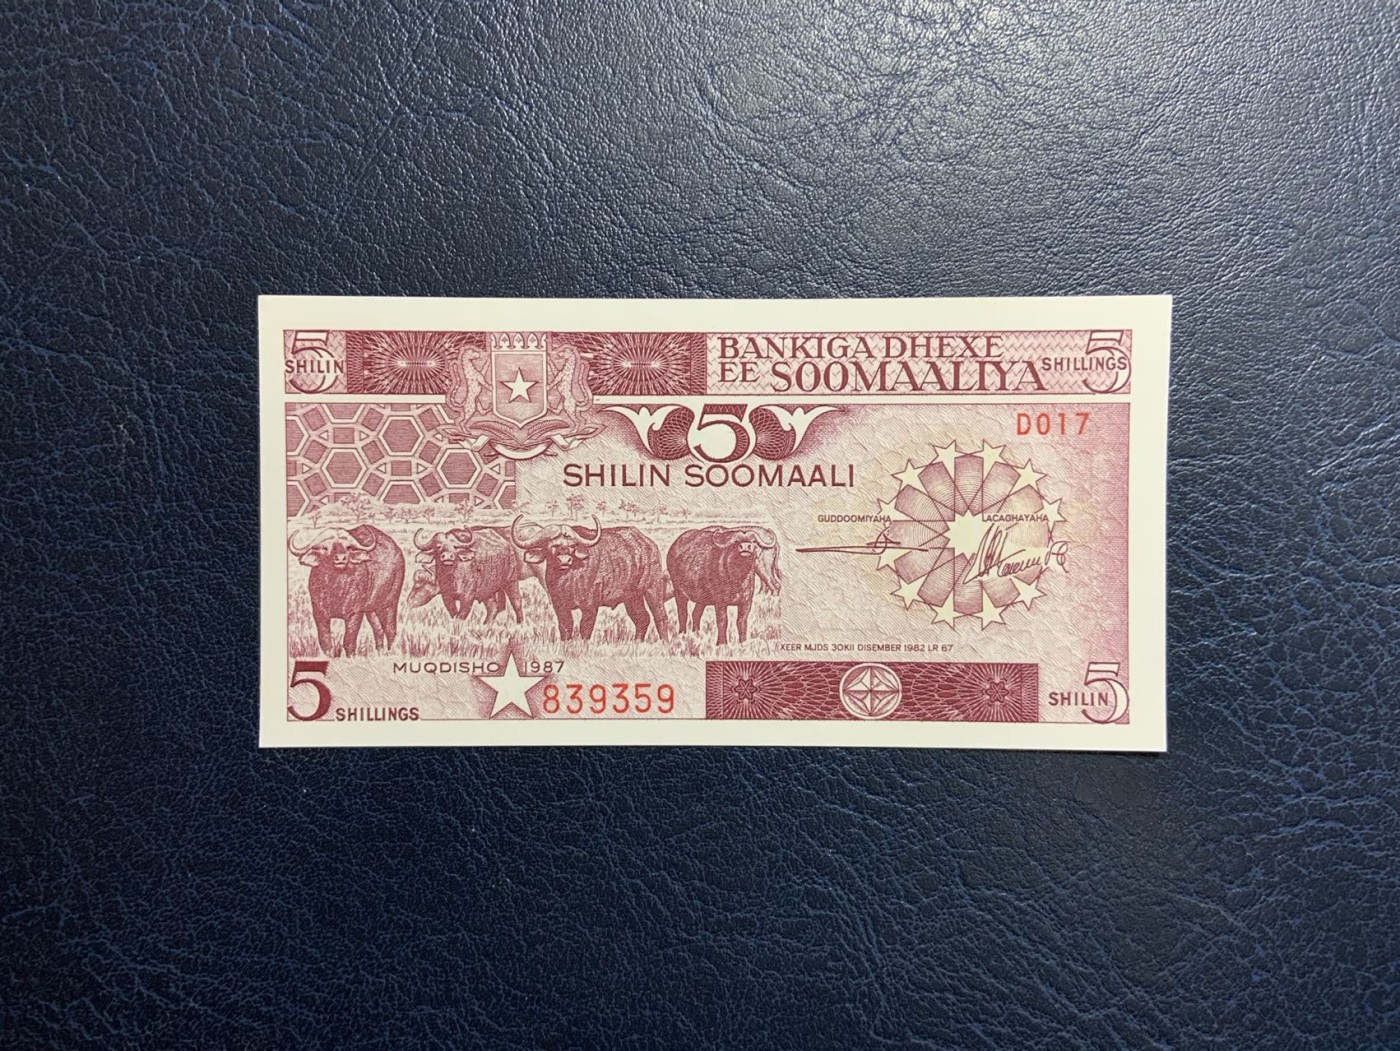 5 SHILIN
BANKIGA DHEXE
EE SOOMAALIYA
5 SHILLINGS
5
SHILIN SOOMAALI
D017
GUDDOOMIYAHA
LACAGHAYAHA
XEER MJDS 30KII DISEMBER 1982 LR 67
MUQDISHO 1987
839359
5 SHILLINGS
SHILIN 5